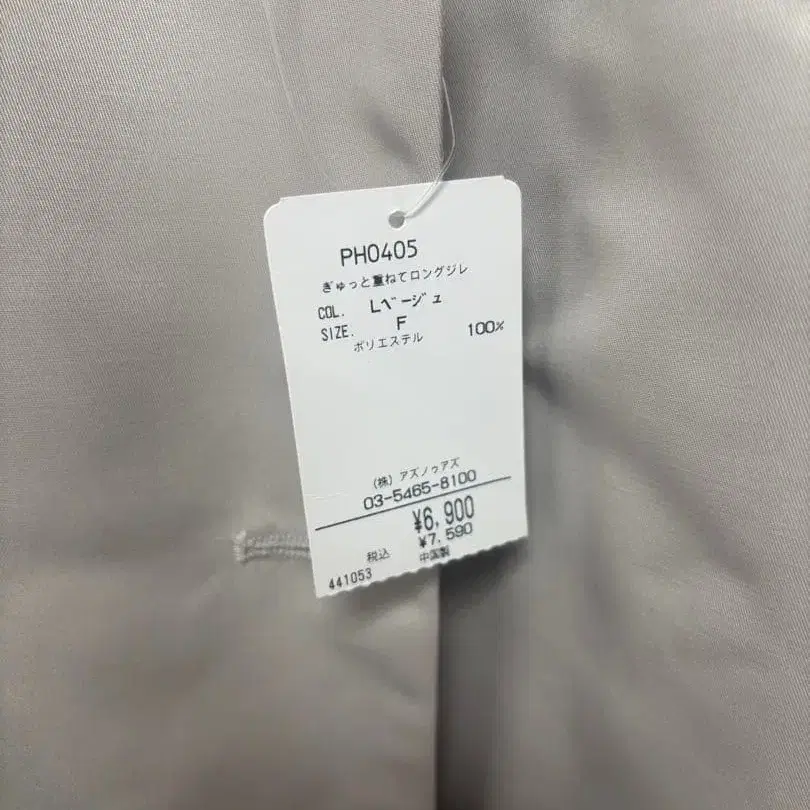 PH0405
ぎゅっと重ねてロングジレ
COL. Lベージュ
SIZE. F
ポリエステル 100%
(株) アズノゥアズ
03-5465-8100
¥6,900
税込 ¥7,590
441053 中国製